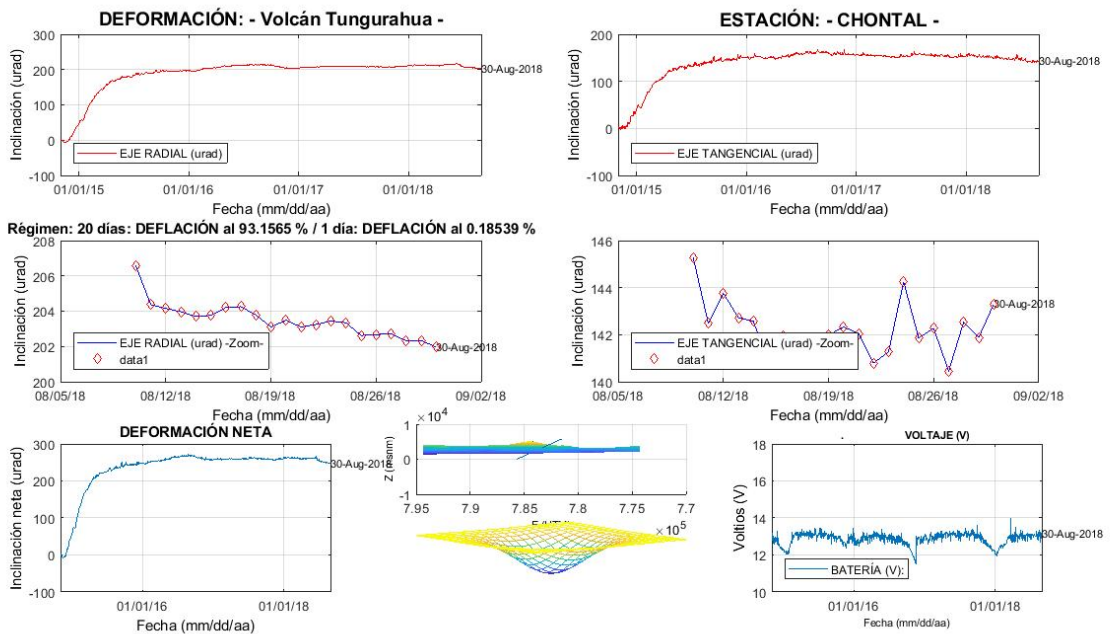 DEFORMACIÓN: - Volcán Tungurahua -
300
200
100
0
-100
Inclinación (urad)
30-Aug-2018
EJE RADIAL (urad)
01/01/15
01/01/16
01/01/17
01/01/18
Fecha (mm/dd/aa)
ESTACIÓN: - CHONTAL -
200
100
0
-100
Inclinación (urad)
30-Aug-2018
EJE TANGENCIAL (urad)
01/01/15
01/01/16
01/01/17
01/01/18
Fecha (mm/dd/aa)
Régimen: 20 días: DEFLACIÓN al 93.1565 % / 1 día: DEFLACIÓN al 0.18539 %
208
206
204
202
200
Inclinación (urad)
EJE RADIAL (urad) -Zoom-
data1
30-Aug-2018
08/05/18
08/12/18
08/19/18
08/26/18
09/02/18
Fecha (mm/dd/aa)
146
144
142
140
Inclinación (urad)
30-Aug-2018
EJE TANGENCIAL (urad) -Zoom-
data1
08/05/18
08/12/18
08/19/18
08/26/18
09/02/18
Fecha (mm/dd/aa)
DEFORMACIÓN NETA
300
200
100
0
-100
Inclinación neta (urad)
30-Aug-2018
01/01/16
01/01/18
Fecha (mm/dd/aa)
× 10⁴
1
0
-1
Z (msnm)
7.95
7.9
7.85
7.8
7.75
7.7
× 10⁵
VOLTAJE (V)
18
16
14
12
10
Voltios (V)
30-Aug-2018
BATERÍA (V):
01/01/16
01/01/18
Fecha (mm/dd/aa)